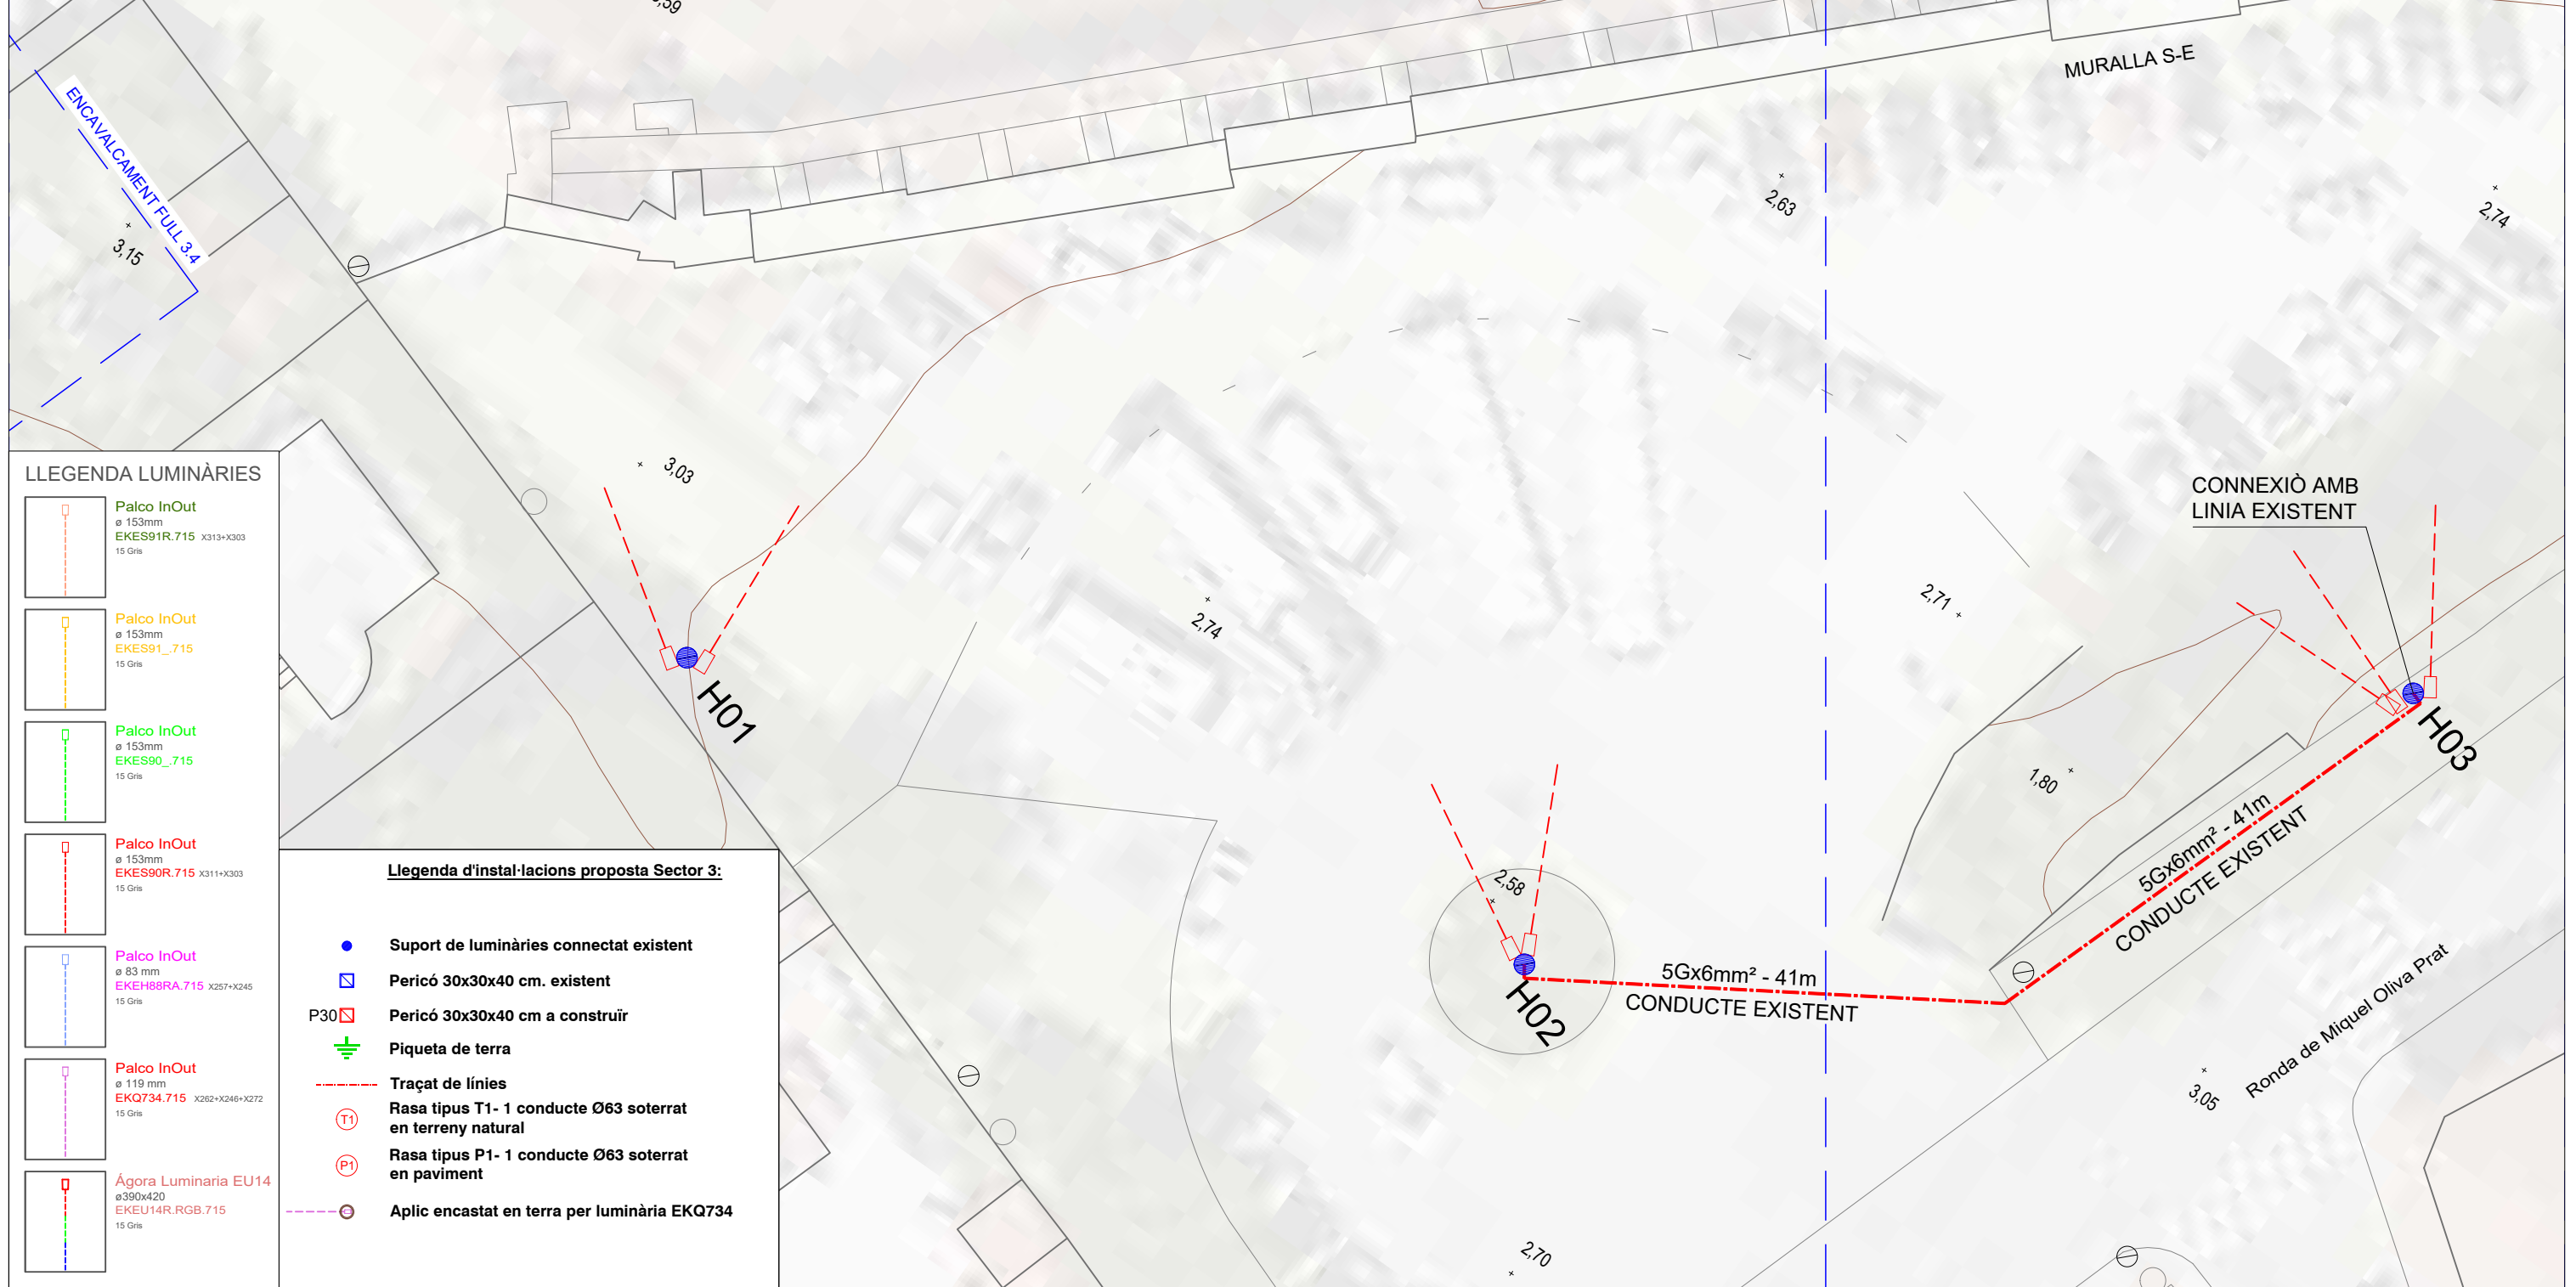 MURALLA S-E
ENCAVALCAMENT FULL 3.4
3,15
2,63
2,74
3,03
CONNEXIÒ AMB
LINIA EXISTENT
2,71
2,74
H01
H03
1,80
5Gx6mm² - 41m
CONDUCTE EXISTENT
2,58
H02
5Gx6mm² - 41m
CONDUCTE EXISTENT
Ronda de Miquel Oliva Prat
3,05
2,70
LLEGENDA LUMINÀRIES
Palco InOut
ø 153mm
EKES91R.715 X313+X303
15 Gris
Palco InOut
ø 153mm
EKES91_.715
15 Gris
Palco InOut
ø 153mm
EKES90_.715
15 Gris
Palco InOut
ø 153mm
EKES90R.715 X311+X303
15 Gris
Palco InOut
ø 83 mm
EKEH88RA.715 X257+X245
15 Gris
Palco InOut
ø 119 mm
EKQ734.715 X262+X246+X272
15 Gris
Ágora Luminaria EU14
ø390x420
EKEU14R.RGB.715
15 Gris
Llegenda d'instal·lacions proposta Sector 3:
Suport de luminàries connectat existent
Pericó 30x30x40 cm. existent
P30 Pericó 30x30x40 cm a construïr
Piqueta de terra
Traçat de línies
T1 Rasa tipus T1- 1 conducte Ø63 soterrat
en terreny natural
P1 Rasa tipus P1- 1 conducte Ø63 soterrat
en paviment
Aplic encastat en terra per luminària EKQ734